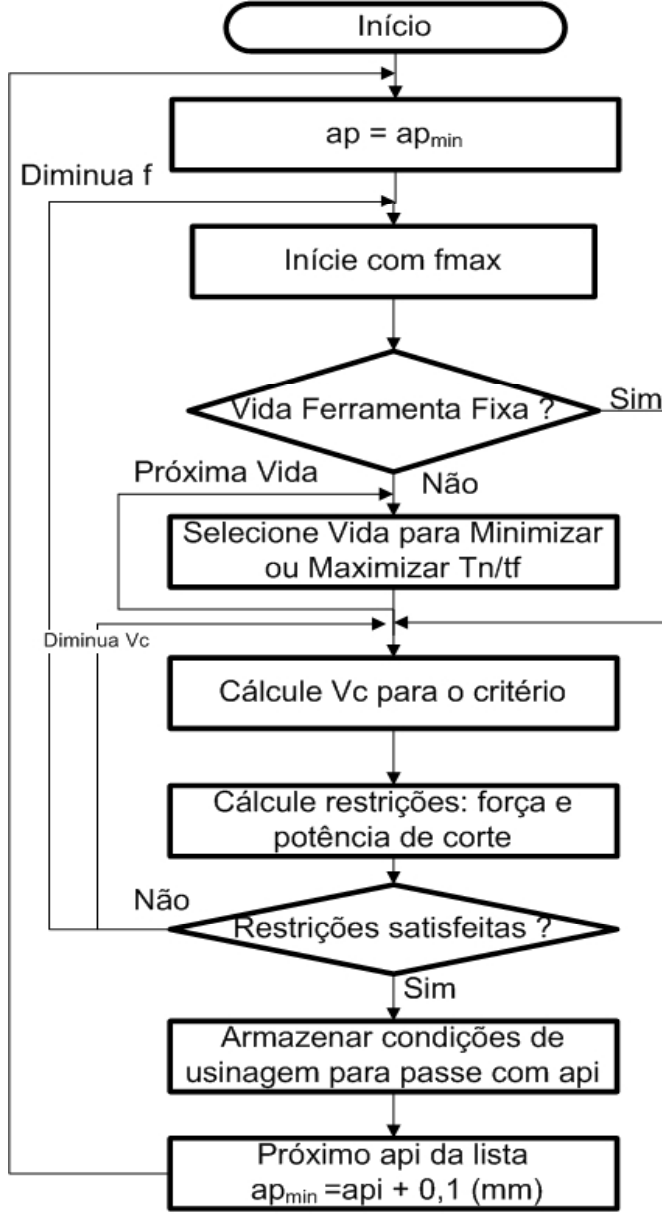 Início
ap = apmin
Diminua f
Inície com fmax
Vida Ferramenta Fixa ?
Sim
Próxima Vida
Não
Selecione Vida para Minimizar
ou Maximizar Tn/tf
Diminua Vc
Cálcule Vc para o critério
Cálcule restrições: força e
potência de corte
Não
Restrições satisfeitas ?
Sim
Armazenar condições de
usinagem para passe com api
Próximo api da lista
apmin =api + 0,1 (mm)